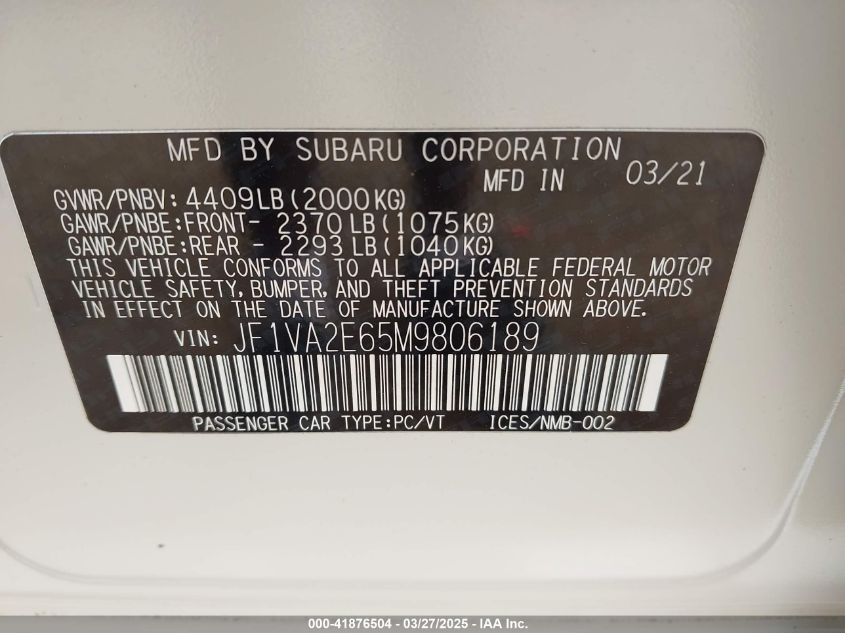 MFD BY SUBARU CORPORATION
MFD IN 03/21
GVWR/PNBV: 4409LB(2000KG)
GAWR/PNBE:FRONT- 2370LB(1075KG)
GAWR/PNBE:REAR - 2293LB(1040KG)
THIS VEHICLE CONFORMS TO ALL APPLICABLE FEDERAL MOTOR
VEHICLE SAFETY, BUMPER, AND THEFT PREVENTION STANDARDS
IN EFFECT ON THE DATE OF MANUFACTURE SHOWN ABOVE.
VIN: JF1VA2E65M9806189
PASSENGER CAR TYPE:PC/VT ICES/NMB-002
000-41876504 - 03/27/2025 - IAA Inc.